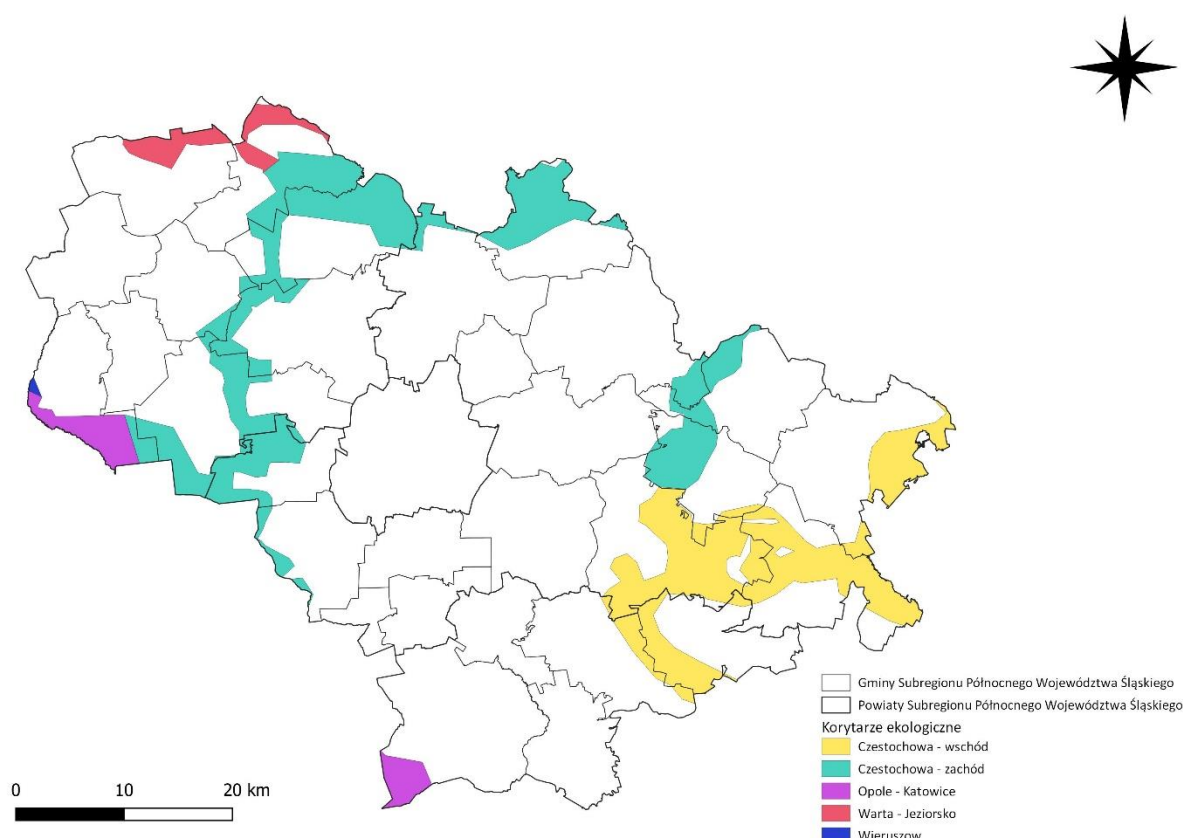 Gminy Subregionu Północnego Województwa Śląskiego
Powiaty Subregionu Północnego Województwa Śląskiego
Korytarze ekologiczne
Czestochowa - wschód
Czestochowa - zachód
Opole - Katowice
Warta - Jeziorsko
Wieruszow
0 10 20 km